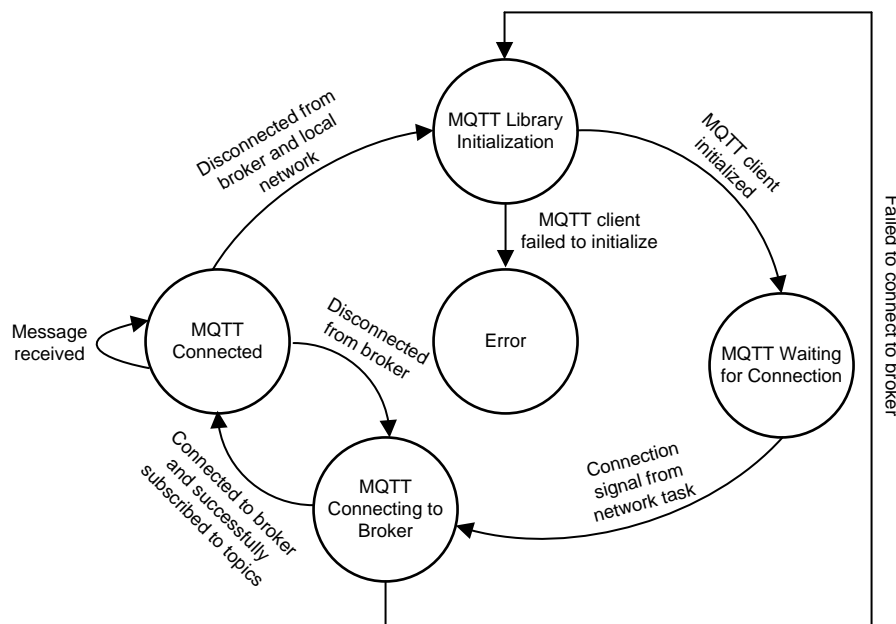 MQTT Library
Initialization
Disconnected from
broker and local
network
MQTT client
initialized
MQTT client
failed to initialize
Failed to connect to broker
Message
received
MQTT
Connected
Disconnected
from broker
Error
MQTT Waiting
for Connection
Connected to broker
and successfully
subscribed to topics
MQTT
Connecting to
Broker
Connection
signal from
network task